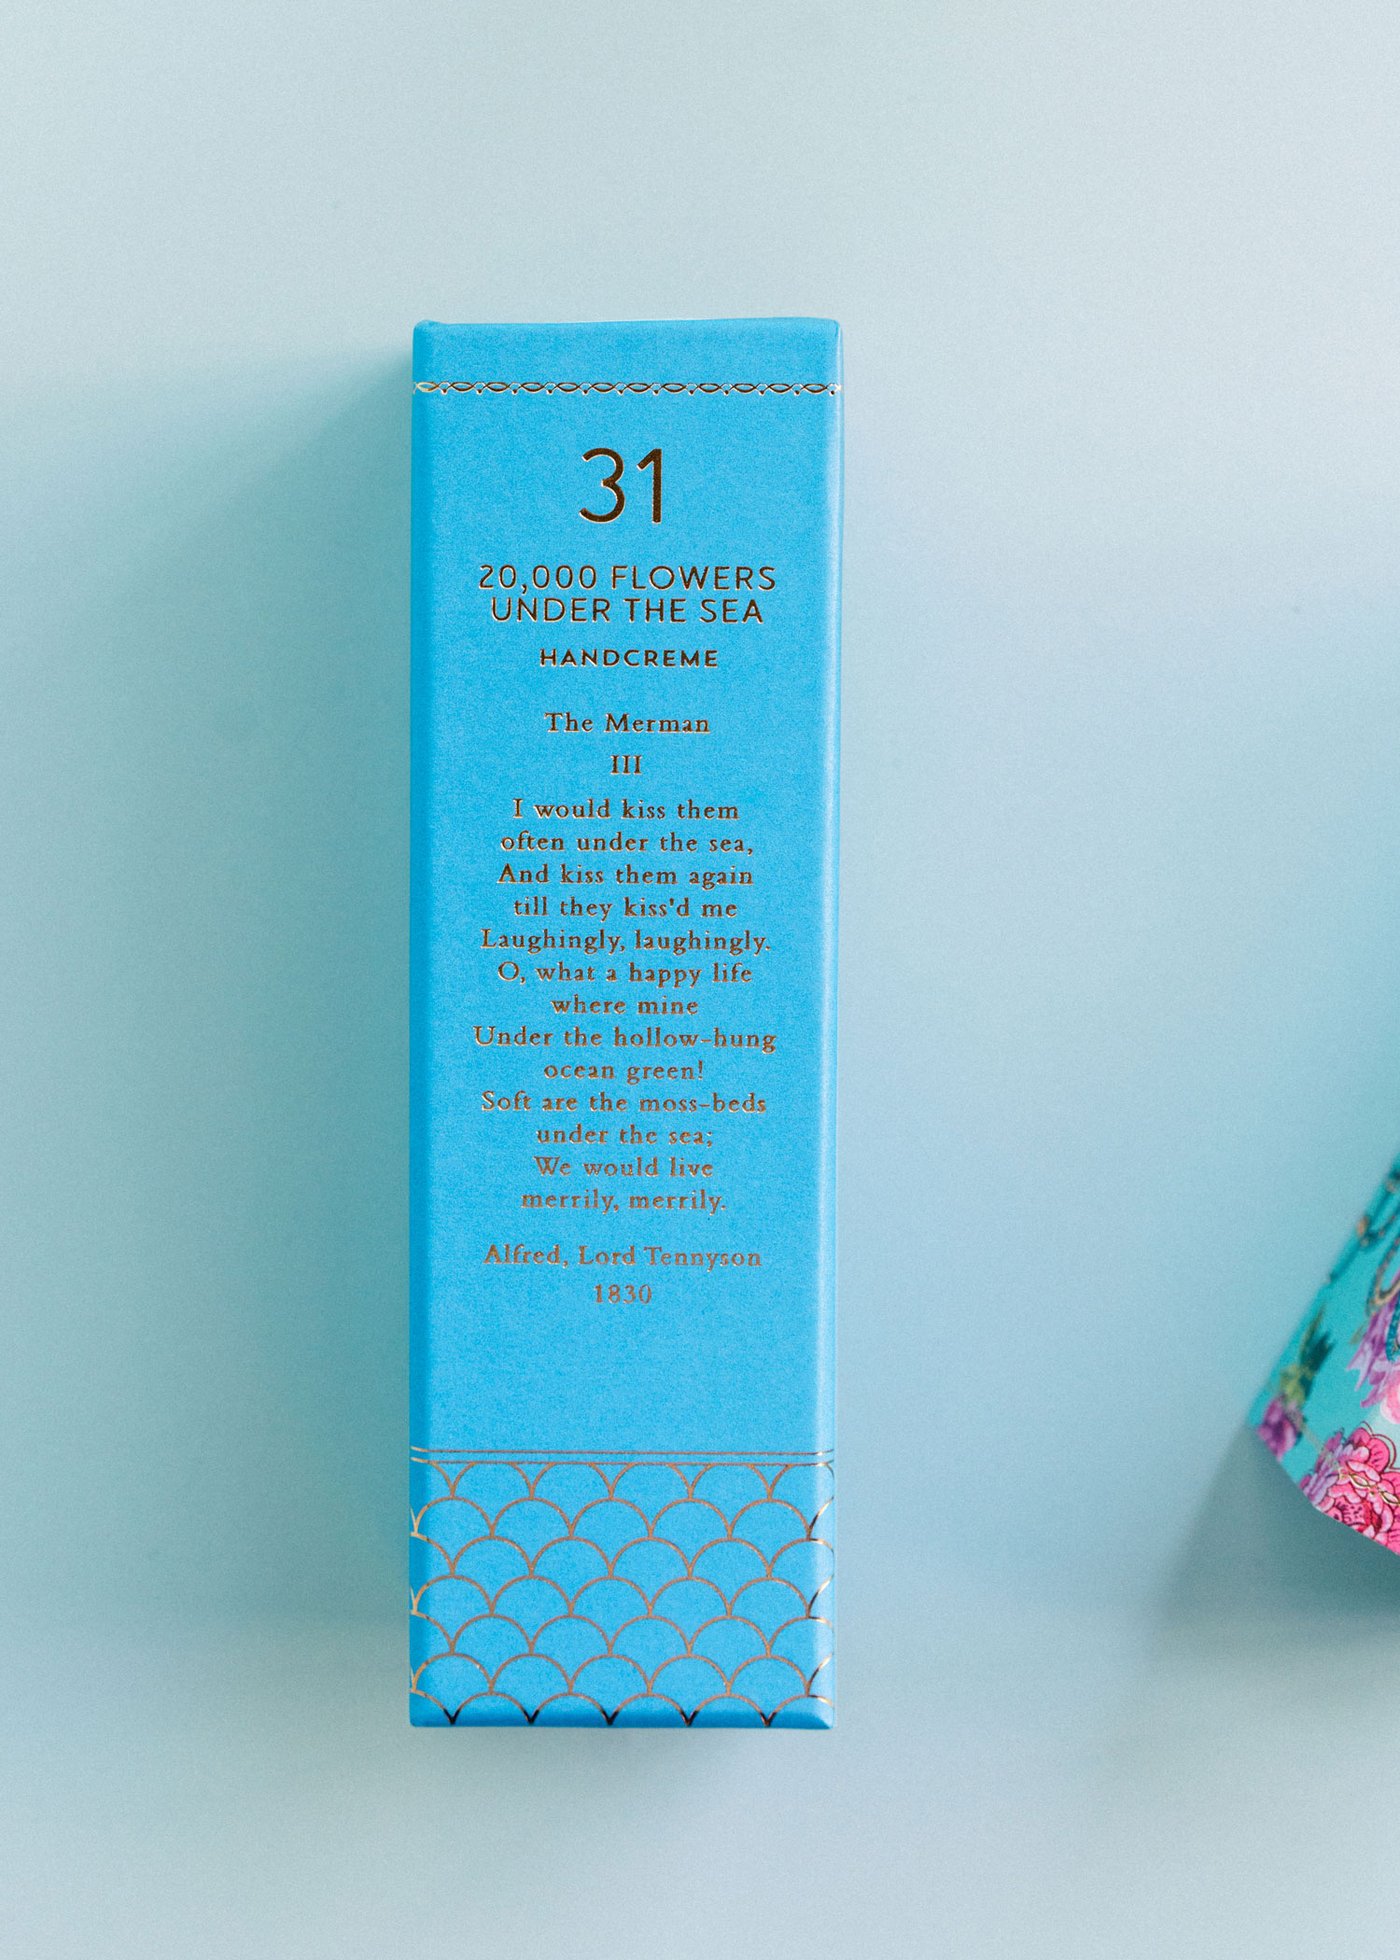 31
20,000 FLOWERS
UNDER THE SEA
HANDCREME
The Merman
III
I would kiss them
often under the sea,
And kiss them again
till they kiss'd me
Laughingly, laughingly.
O, what a happy life
where mine
Under the hollow-hung
ocean green!
Soft are the moss-beds
under the sea;
We would live
merrily, merrily.
Alfred, Lord Tennyson
1830